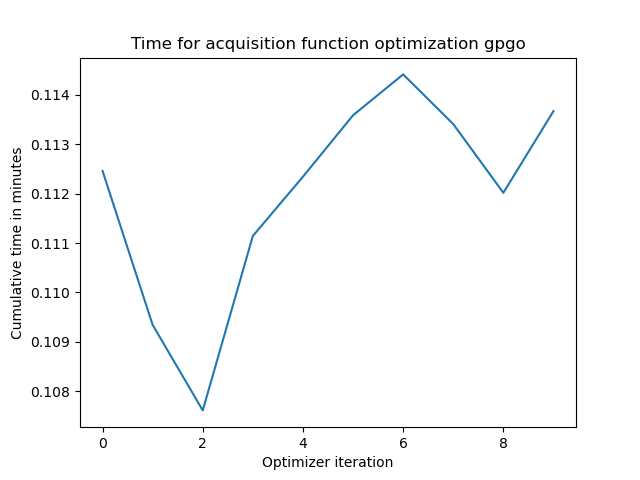 Time for acquisition function optimization gpgo
Cumulative time in minutes
0.114
0.113
0.112
0.111
0.110
0.109
0.108
0 2 4 6 8
Optimizer iteration